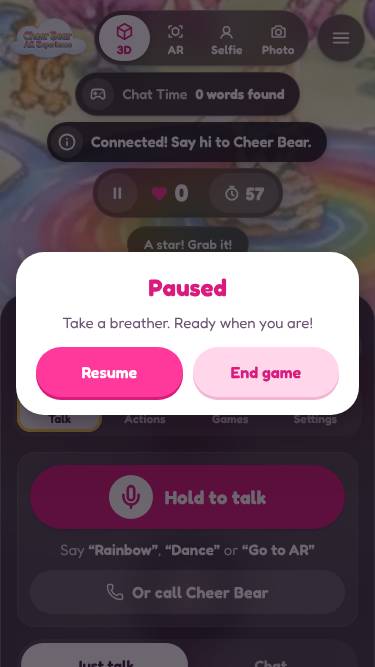 Cheer Bear
AR Experience
3D
AR
Selfie
Photo
Chat Time 0 words found
Connected! Say hi to Cheer Bear.
0
57
A star! Grab it!
Paused
Take a breather. Ready when you are!
Resume
End game
Talk
Actions
Games
Settings
Hold to talk
Say “Rainbow”, “Dance” or “Go to AR”
Or call Cheer Bear
Just talk
Chat